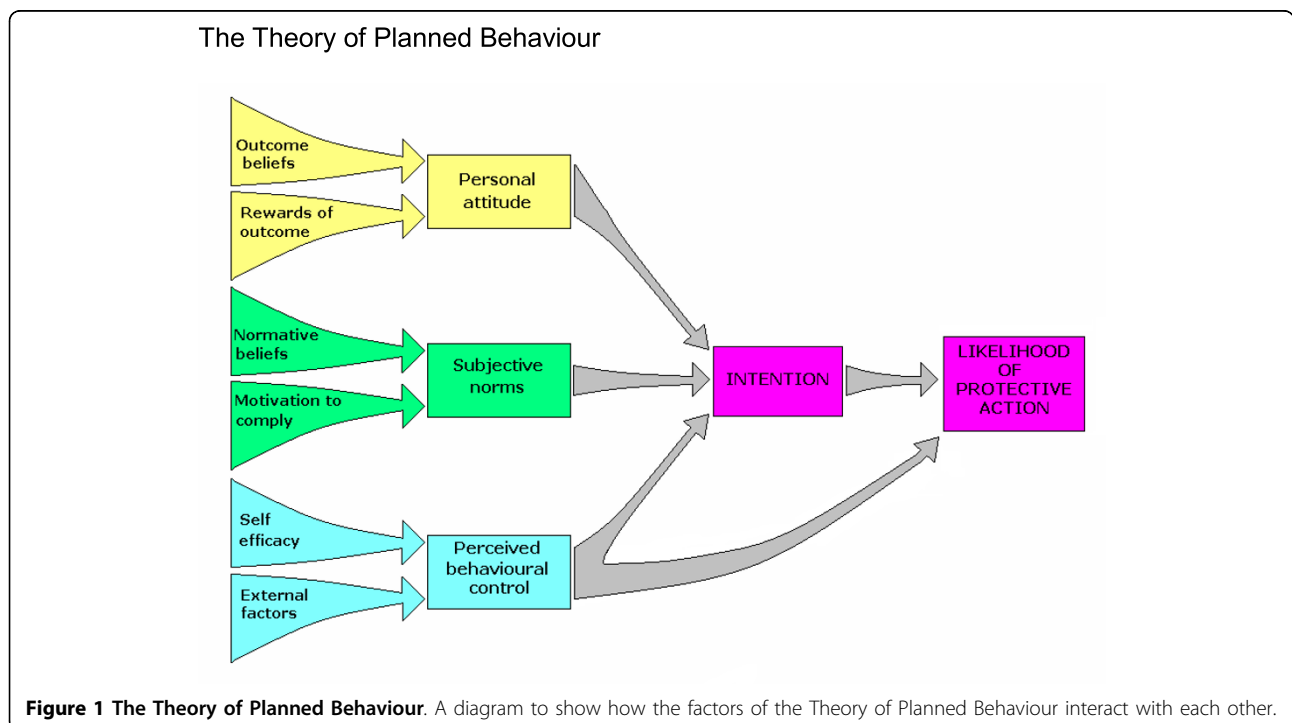 The Theory of Planned Behaviour
Outcome
beliefs
Rewards of
outcome
Personal
attitude
Normative
beliefs
Motivation to
comply
Subjective
norms
Self
efficacy
External
factors
Perceived
behavioural
control
INTENTION
LIKELIHOOD
OF
PROTECTIVE
ACTION
Figure 1 The Theory of Planned Behaviour. A diagram to show how the factors of the Theory of Planned Behaviour interact with each other.